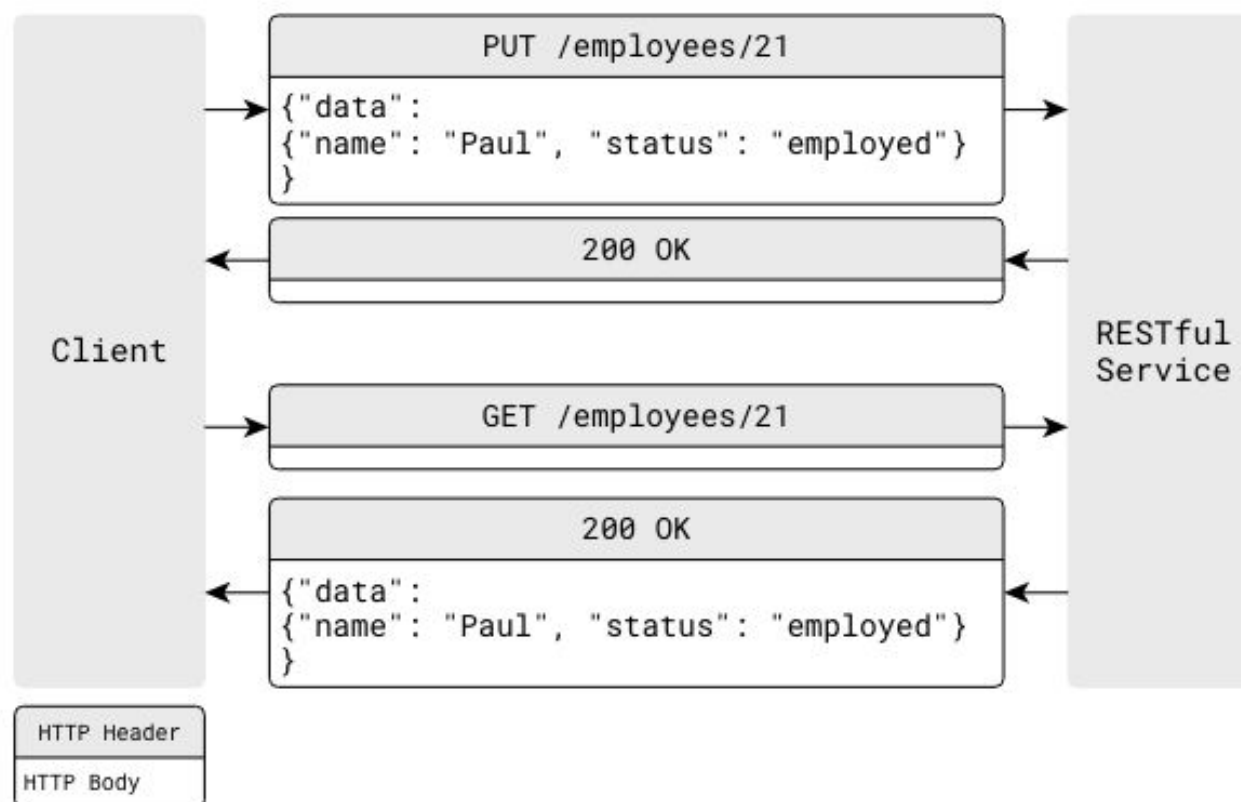 PUT /employees/21
{"data":
{"name": "Paul", "status": "employed"}
}
200 OK
Client
RESTful
Service
GET /employees/21
200 OK
{"data":
{"name": "Paul", "status": "employed"}
}
HTTP Header
HTTP Body